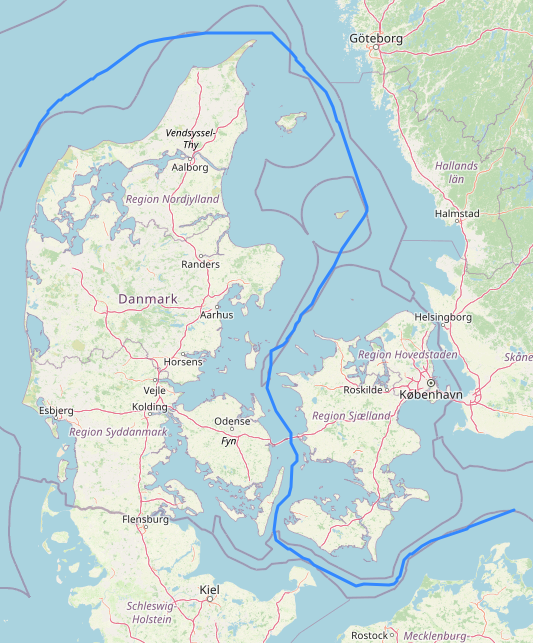 Göteborg
Vendsyssel-
Thy
Aalborg
Hallands
län
Region Nordjylland
Halmstad
Randers
Danmark
Aarhus
Helsingborg
Region Hovedstaden
Skåne
Horsens
Vejle
Roskilde
København
Kolding
Esbjerg
Region Sjælland
Odense
Region Syddanmark
Fyn
Flensburg
Kiel
Schleswig-
Holstein
Rostock
Mecklenburg